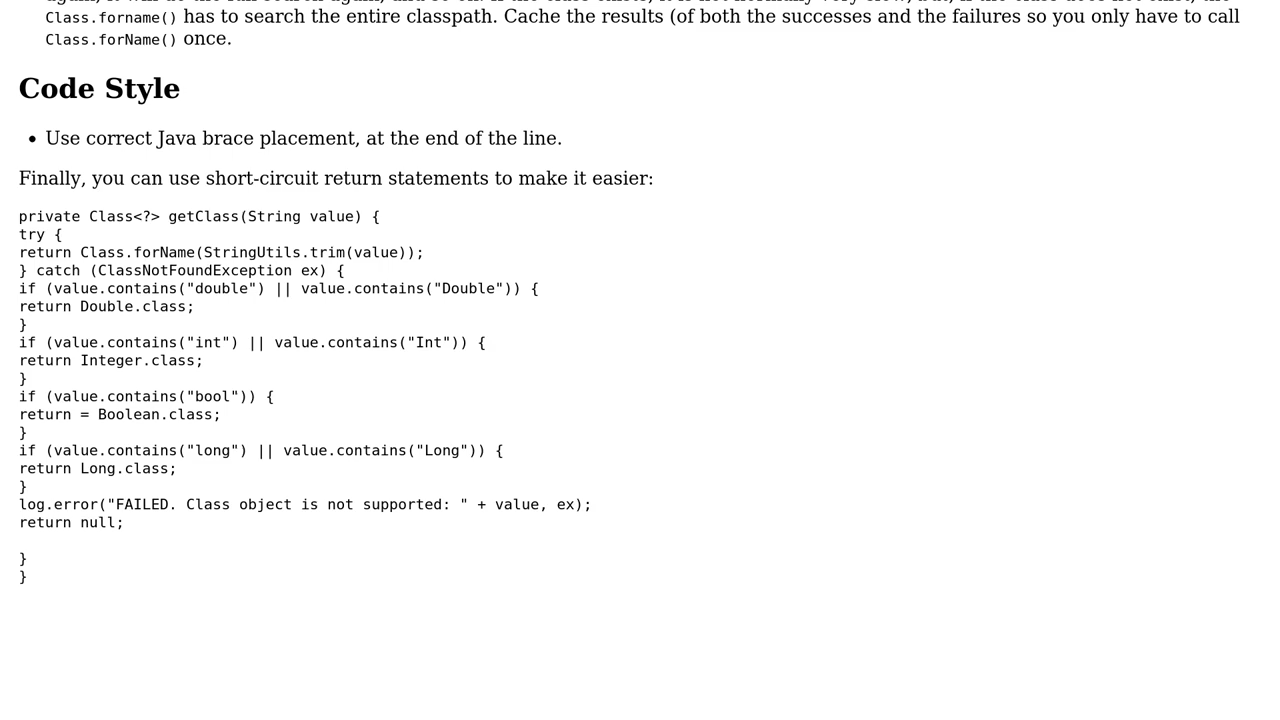 Class.forname() has to search the entire classpath. Cache the results (of both the successes and the failures so you only have to call
Class.forName() once.
Code Style
• Use correct Java brace placement, at the end of the line.
Finally, you can use short-circuit return statements to make it easier:
private Class<?> getClass(String value) {
try {
return Class.forName(StringUtils.trim(value));
} catch (ClassNotFoundException ex) {
if (value.contains("double") || value.contains("Double")) {
return Double.class;
}
if (value.contains("int") || value.contains("Int")) {
return Integer.class;
}
if (value.contains("bool")) {
return = Boolean.class;
}
if (value.contains("long") || value.contains("Long")) {
return Long.class;
}
log.error("FAILED. Class object is not supported: " + value, ex);
return null;
}
}